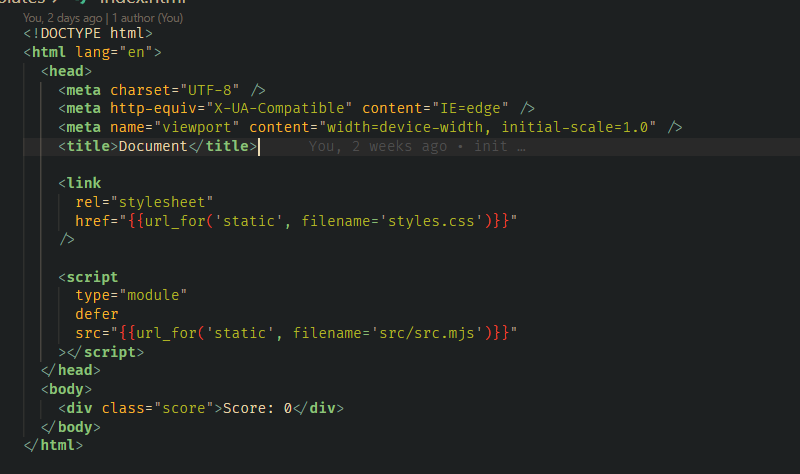 index.html
You, 2 days ago | 1 author (You)
<!DOCTYPE html>
<html lang="en">
<head>
<meta charset="UTF-8" />
<meta http-equiv="X-UA-Compatible" content="IE=edge" />
<meta name="viewport" content="width=device-width, initial-scale=1.0" />
<title>Document</title> You, 2 weeks ago • init …
<link
rel="stylesheet"
href="{{url_for('static', filename='styles.css')}}"
/>
<script
type="module"
defer
src="{{url_for('static', filename='src/src.mjs')}}"
></script>
</head>
<body>
<div class="score">Score: 0</div>
</body>
</html>